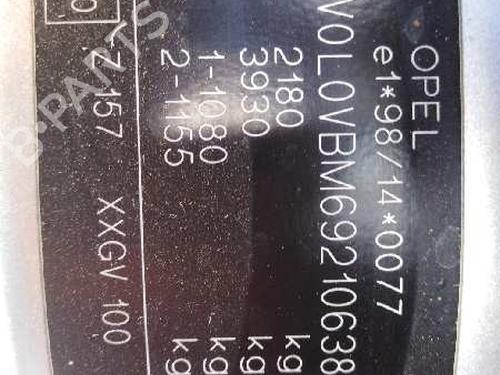 OPEL
e1*98/14*0077
V0L0VBM69210638
2180 kg
3930 kg
1-1080 kg
2-1155 kg
Z 157 XXGV 100
B-PARTS